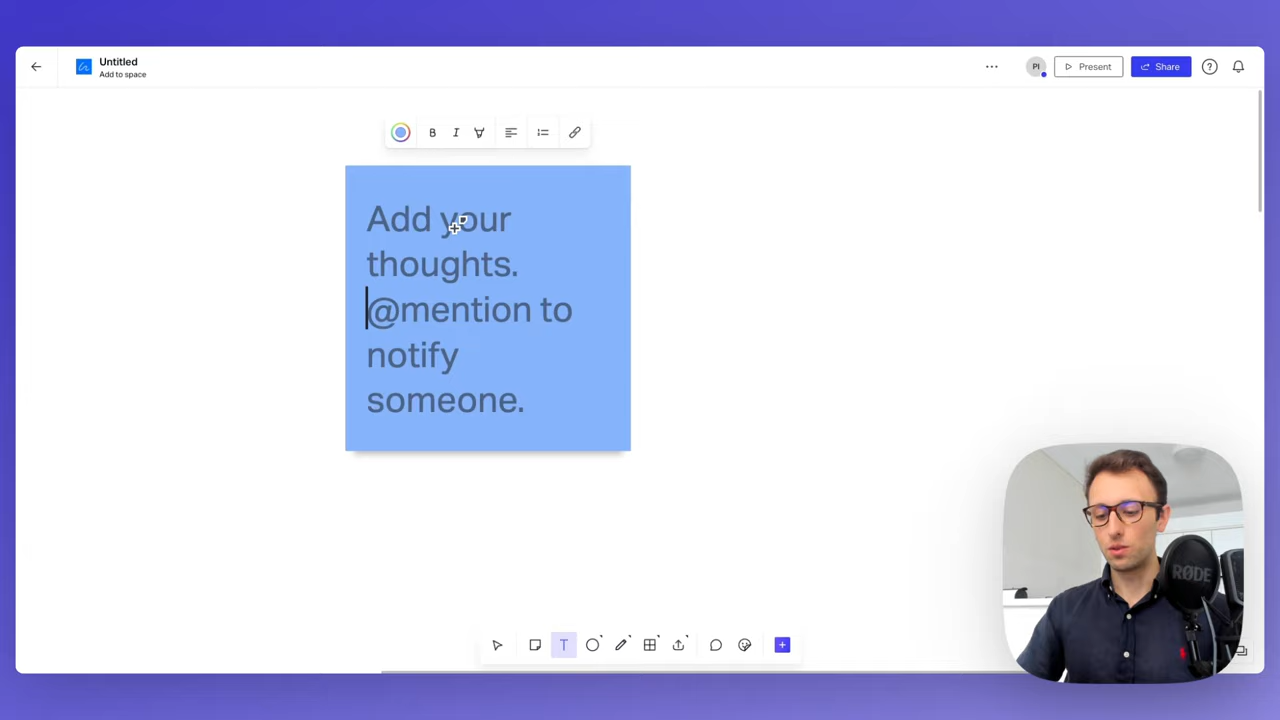 Untitled
Add to space
PI
Present
Share
B I
Add your
thoughts.
@mention to
notify
someone.
T
RØDE